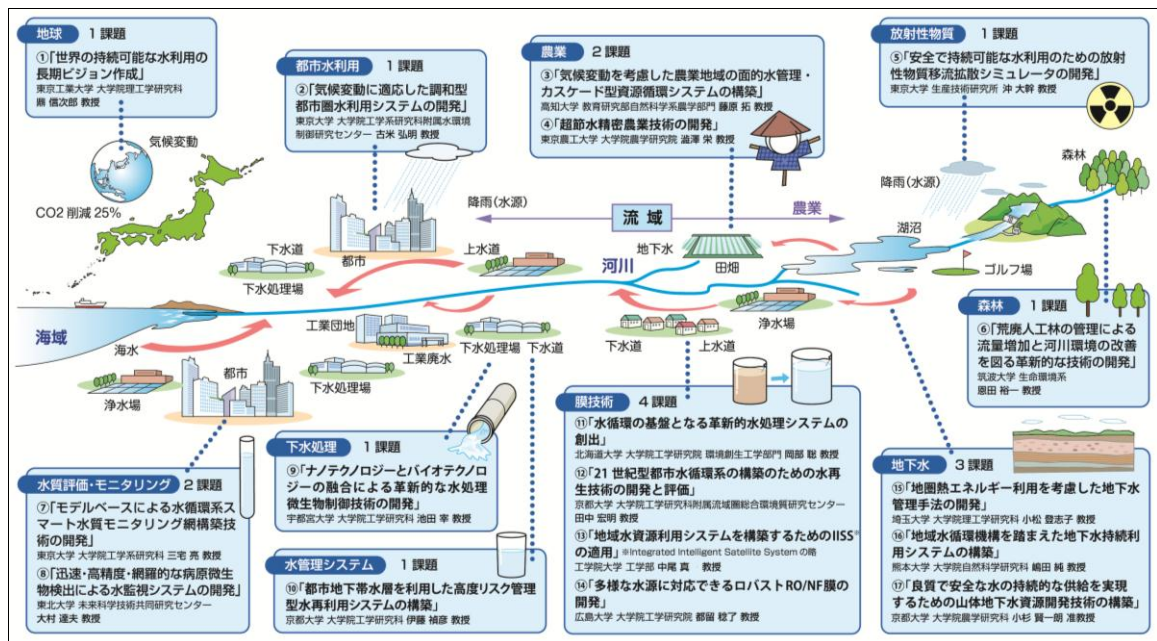 地球 1 課題
①「世界の持続可能な水利用の
長期ビジョン作成」
東京工業大学 大学院理工学研究科
鼎 信次郎 教授
気候変動
CO2 削減 25%
都市水利用 1 課題
②「気候変動に適応した調和型
都市圏水利用システムの開発」
東京大学 大学院工学系研究科附属水環境
制御研究センター 古米 弘明 教授
農業 2 課題
③「気候変動を考慮した農業地域の面的水管理・
カスケード型資源循環システムの構築」
高知大学 教育研究部自然科学系農学部門 藤原 拓 教授
④「超節水精密農業技術の開発」
東京農工大学 大学院農学研究院 澁澤 栄 教授
放射性物質 1 課題
⑤「安全で持続可能な水利用のための放射
性物質移流拡散シミュレータの開発」
東京大学 生産技術研究所 沖 大幹 教授
森林
降雨(水源)
降雨(水源)
流域
農業
湖沼
ゴルフ場
下水道
都市
下水処理場
上水道
地下水
田畑
河川
海域
海水
工業団地
工業廃水
下水処理場
下水道
下水処理場
下水道
上水道
浄水場
都市
浄水場
森林 1 課題
⑥「荒廃人工林の管理による
流量増加と河川環境の改善
を図る革新的な技術の開発」
筑波大学 生命環境系
恩田 裕一 教授
水質評価・モニタリング 2 課題
⑦「モデルベースによる水循環系ス
マート水質モニタリング網構築技
術の開発」
東京大学 大学院工学系研究科 三宅 亮 教授
⑧「迅速・高精度・網羅的な病原微生
物検出による水監視システムの開発」
東北大学 未来科学技術共同研究センター
大村 達夫 教授
下水処理 1 課題
⑨「ナノテクノロジーとバイオテクノロ
ジーの融合による革新的な水処理
微生物制御技術の開発」
宇都宮大学 大学院工学研究科 池田 宰 教授
水管理システム 1 課題
⑩「都市地下帯水層を利用した高度リスク管理
型水再利用システムの構築」
京都大学 大学院工学研究科 伊藤 禎彦 教授
膜技術 4 課題
⑪「水循環の基盤となる革新的水処理システムの
創出」
北海道大学 大学院工学研究院 環境創生工学部門 岡部 聡 教授
⑫「21 世紀型都市水循環系の構築のための水再
生技術の開発と評価」
京都大学 大学院工学研究科附属流域圏総合環境質研究センター
田中 宏明 教授
⑬「地域水資源利用システムを構築するためのIISS※
の適用」 ※Integrated Intelligent Satellite System の略
工学院大学 工学部 中尾 真一 教授
⑭「多様な水源に対応できるロバストRO/NF膜の
開発」
広島大学 大学院工学研究院 都留 稔了 教授
地下水 3 課題
⑮「地圏熱エネルギー利用を考慮した地下水
管理手法の開発」
埼玉大学 大学院理工学研究科 小松 登志子 教授
⑯「地域水循環機構を踏まえた地下水持続利
用システムの構築」
熊本大学 大学院自然科学研究科 嶋田 純 教授
⑰「良質で安全な水の持続的な供給を実現
するための山体地下水資源開発技術の構築」
京都大学 大学院農学研究科 小杉 賢一朗 准教授